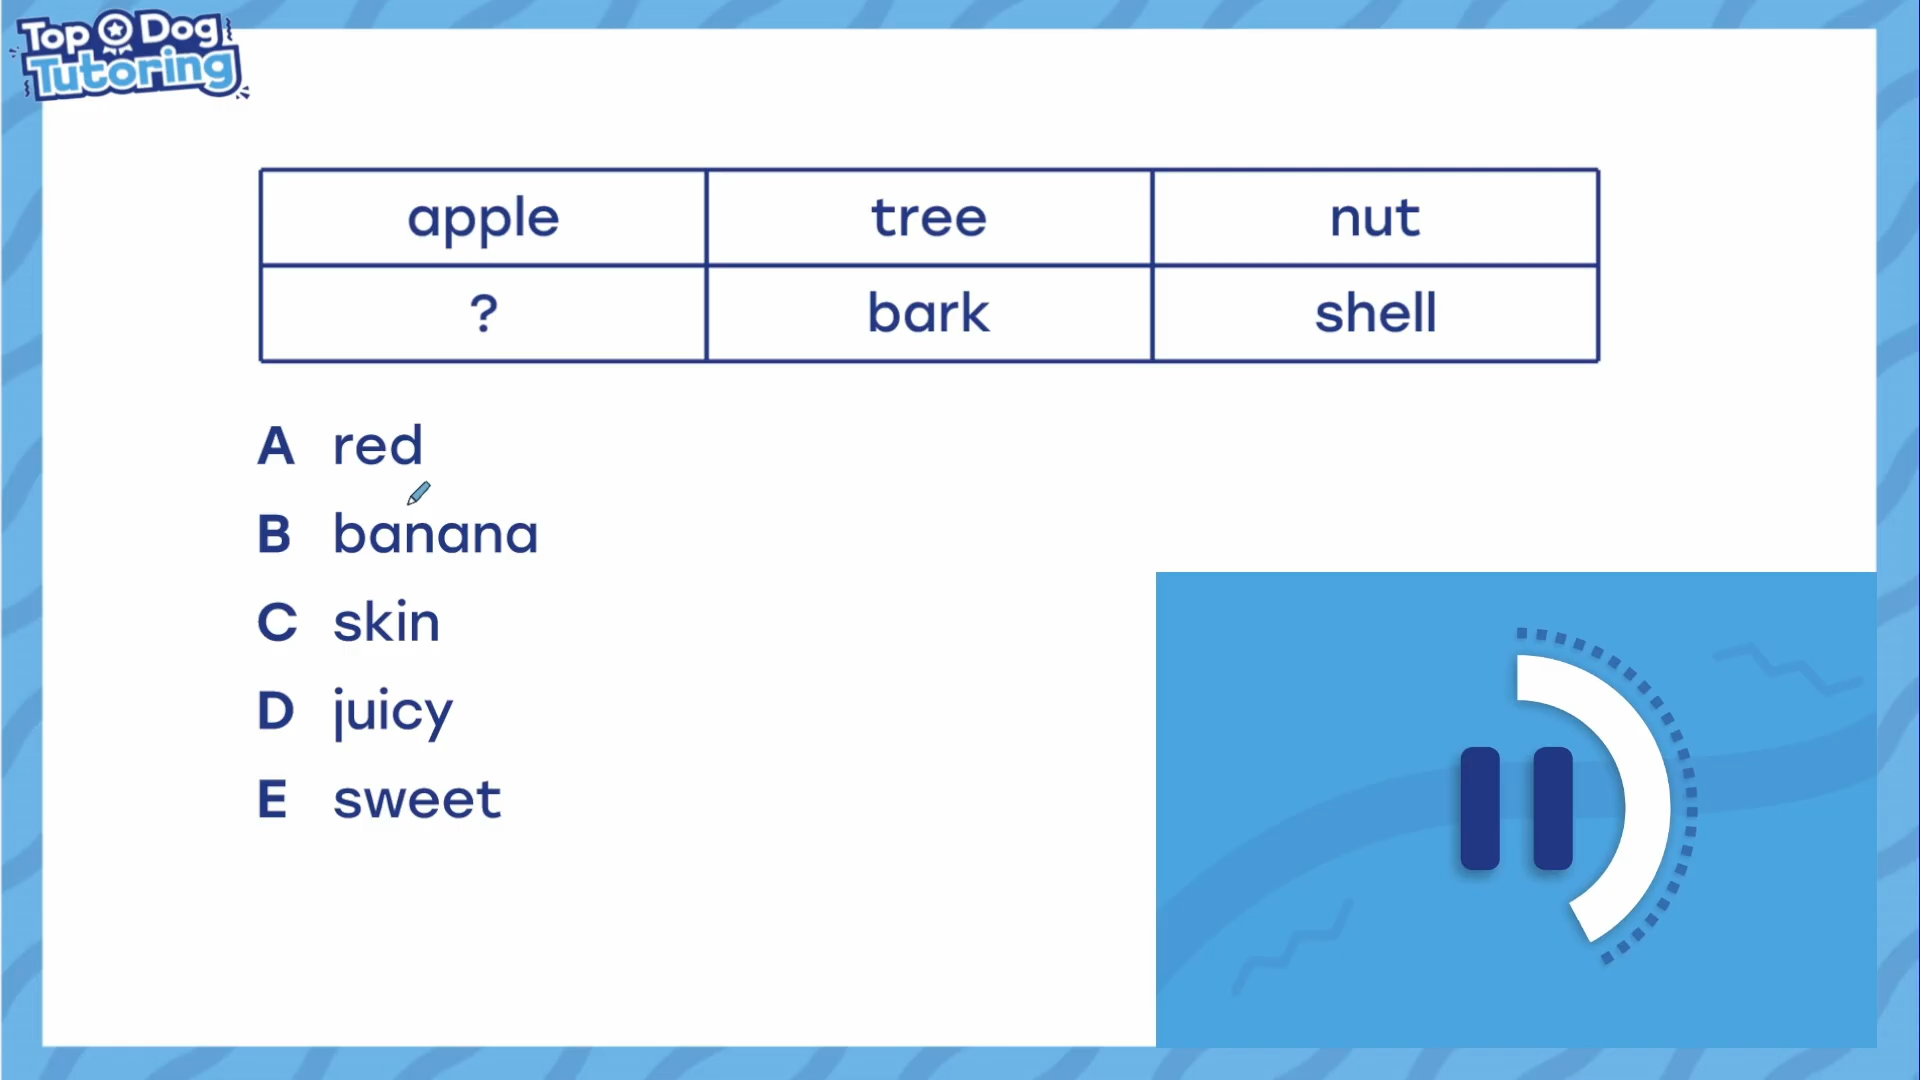 Top Dog
Tutoring
apple tree nut
? bark shell
A red
B banana
C skin
D juicy
E sweet